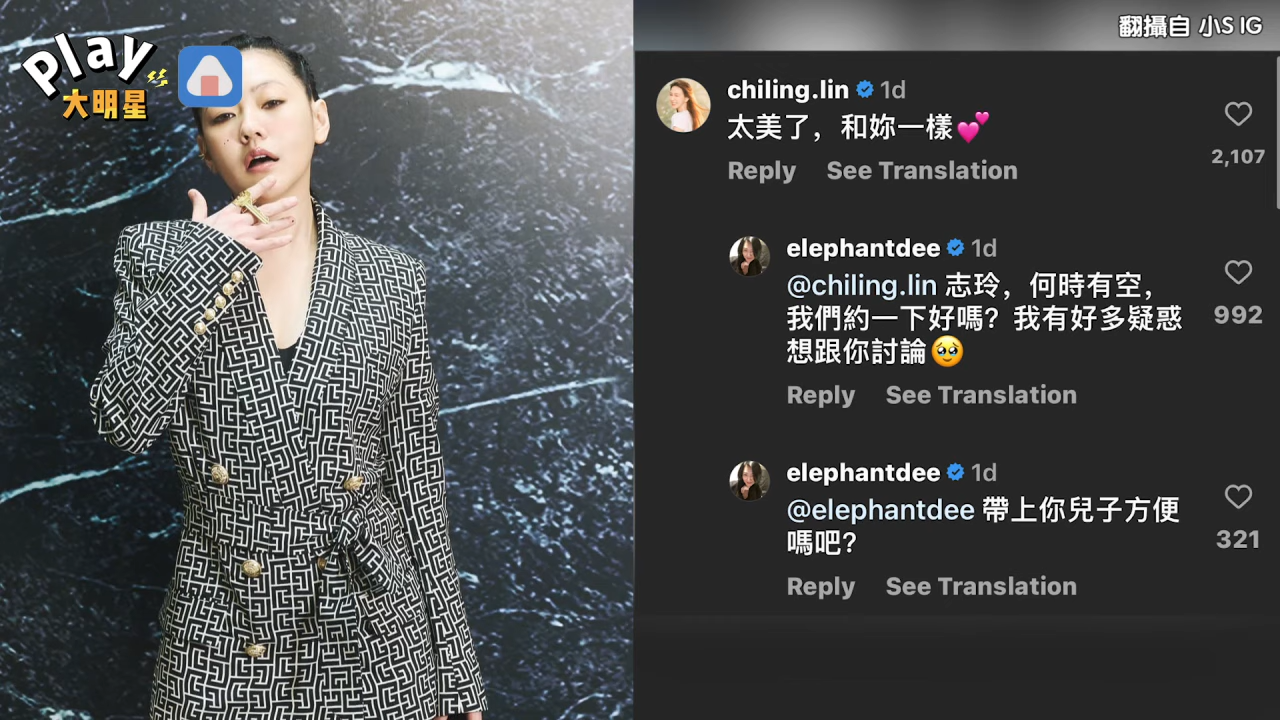 Play
大明星
翻攝自 小S IG
chiling.lin 1d
太美了，和妳一樣💕
2,107
Reply See Translation
elephantdee 1d
@chiling.lin 志玲，何時有空，
我們約一下好嗎？我有好多疑惑
想跟你討論🥹
992
Reply See Translation
elephantdee 1d
@elephantdee 帶上你兒子方便
嗎吧？
321
Reply See Translation